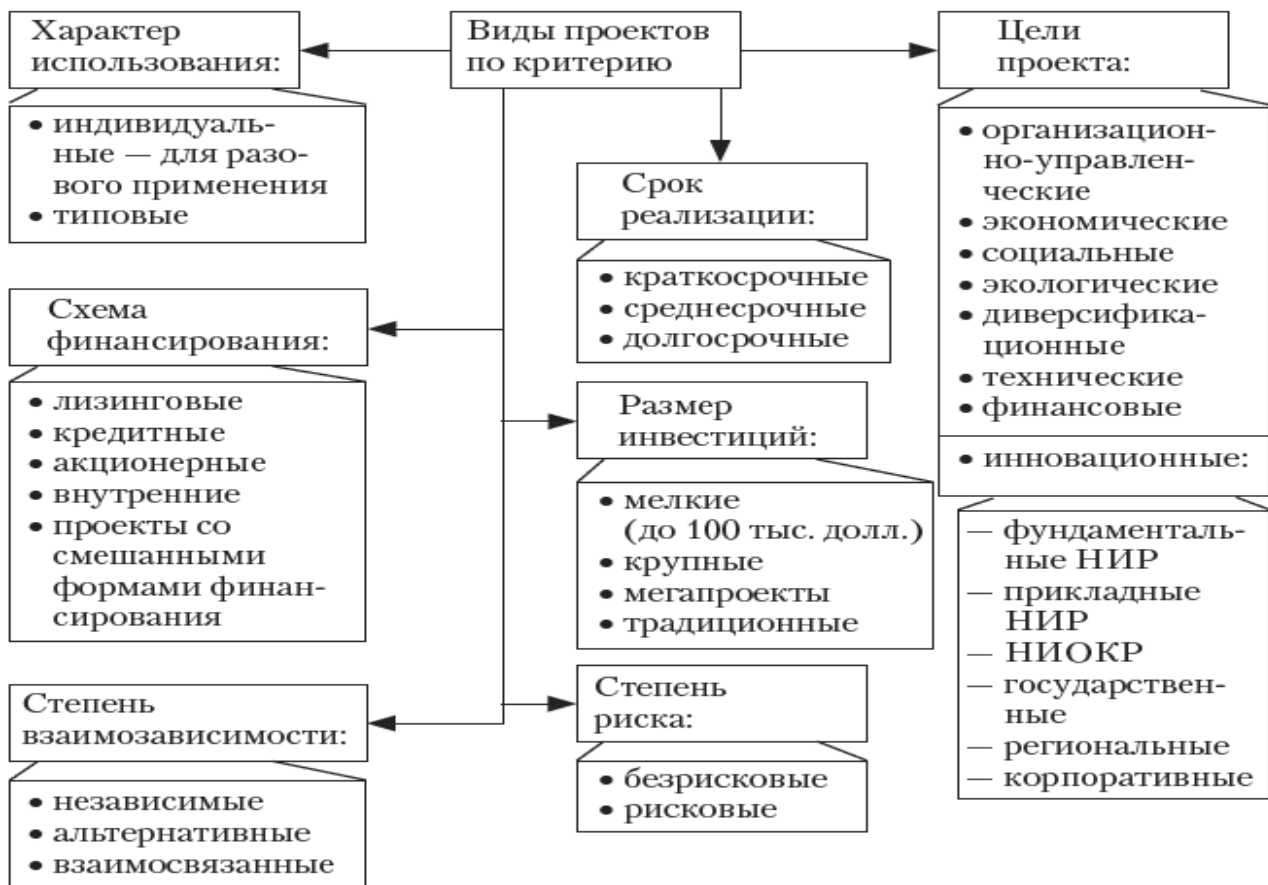 Виды проектов
по критерию
Характер
использования:
• индивидуаль-
ные — для разо-
вого применения
• типовые
Схема
финансирования:
• лизинговые
• кредитные
• акционерные
• внутренние
• проекты со
смешанными
формами финан-
сирования
Степень
взаимозависимости:
• независимые
• альтернативные
• взаимосвязанные
Срок
реализации:
• краткосрочные
• среднесрочные
• долгосрочные
Размер
инвестиций:
• мелкие
(до 100 тыс. долл.)
• крупные
• мегапроекты
• традиционные
Степень
риска:
• безрисковые
• рисковые
Цели
проекта:
• организацион-
но-управлен-
ческие
• экономические
• социальные
• экологические
• диверсифика-
ционные
• технические
• финансовые
• инновационные:
— фундаменталь-
ные НИР
— прикладные
НИР
— НИОКР
— государствен-
ные
— региональные
— корпоративные